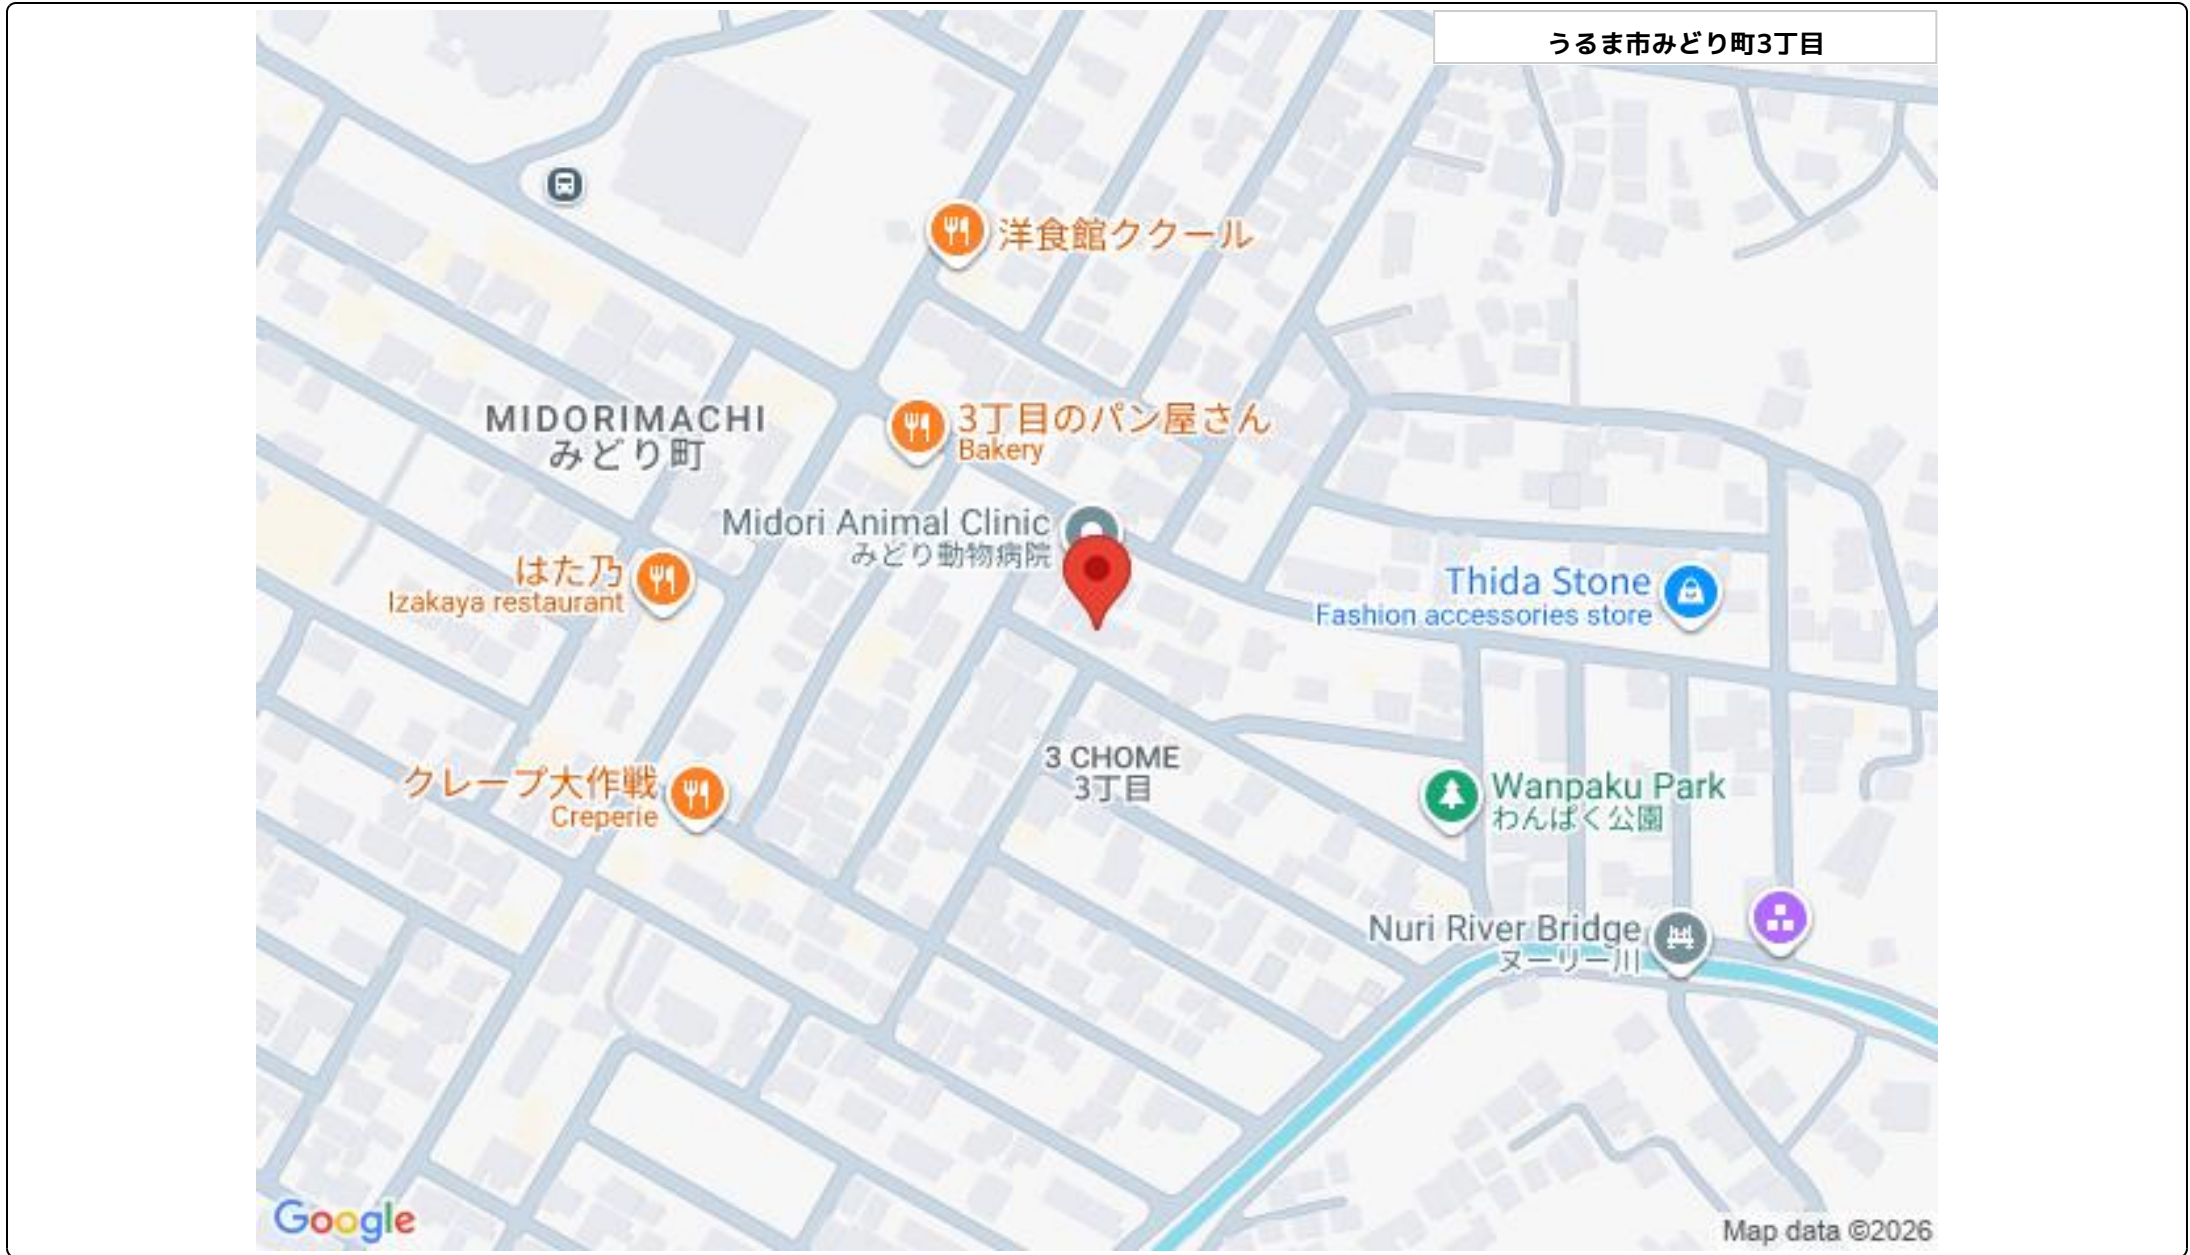 うるま市みどり町3丁目
洋食館ククール
MIDORIMACHI
みどり町
3丁目のパン屋さん
Bakery
Midori Animal Clinic
みどり動物病院
はた乃
Izakaya restaurant
Thida Stone
Fashion accessories store
クレープ大作戦
Creperie
3 CHOME
3丁目
Wanpaku Park
わんぱく公園
Nuri River Bridge
ヌーリー川
Google
Map data ©2026